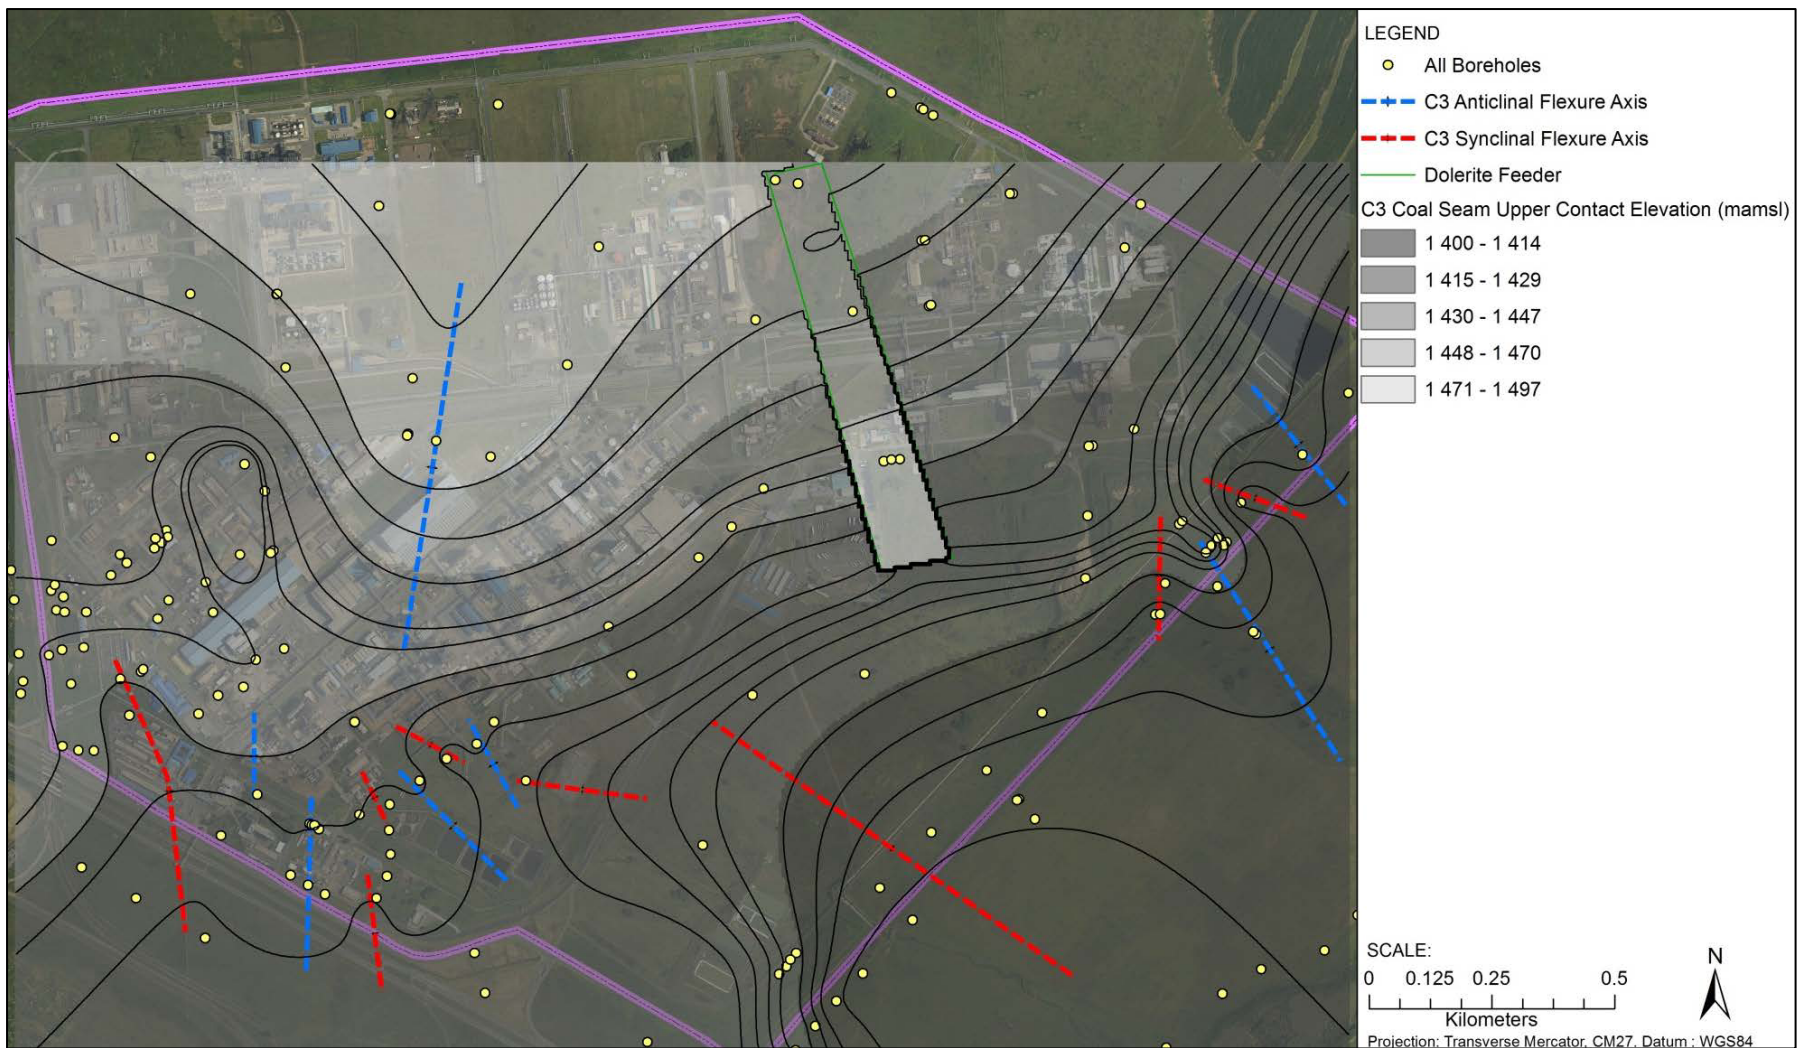 LEGEND
All Boreholes
C3 Anticlinal Flexure Axis
C3 Synclinal Flexure Axis
Dolerite Feeder
C3 Coal Seam Upper Contact Elevation (mamsl)
1 400 - 1 414
1 415 - 1 429
1 430 - 1 447
1 448 - 1 470
1 471 - 1 497
SCALE:
0 0.125 0.25 0.5
Kilometers
N
Projection: Transverse Mercator, CM27, Datum : WGS84